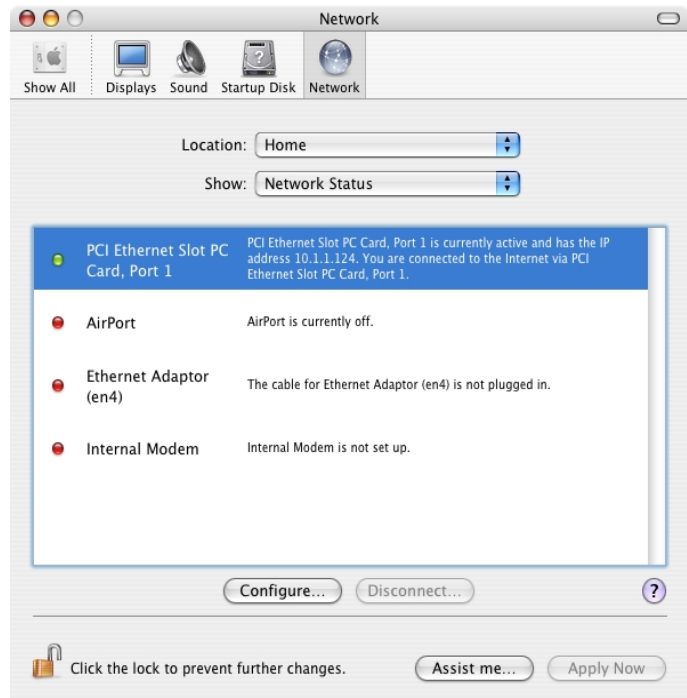 Network
Show All Displays Sound Startup Disk Network
Location: Home
Show: Network Status
PCI Ethernet Slot PC
Card, Port 1
PCI Ethernet Slot PC Card, Port 1 is currently active and has the IP
address 10.1.1.124. You are connected to the Internet via PCI
Ethernet Slot PC Card, Port 1.
AirPort
AirPort is currently off.
Ethernet Adaptor
(en4)
The cable for Ethernet Adaptor (en4) is not plugged in.
Internal Modem
Internal Modem is not set up.
Configure... Disconnect... ?
Click the lock to prevent further changes. Assist me... Apply Now